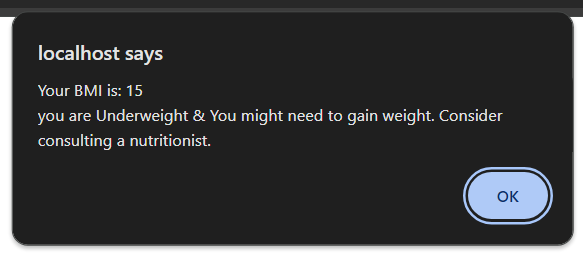 localhost says
Your BMI is: 15
you are Underweight & You might need to gain weight. Consider
consulting a nutritionist.
OK